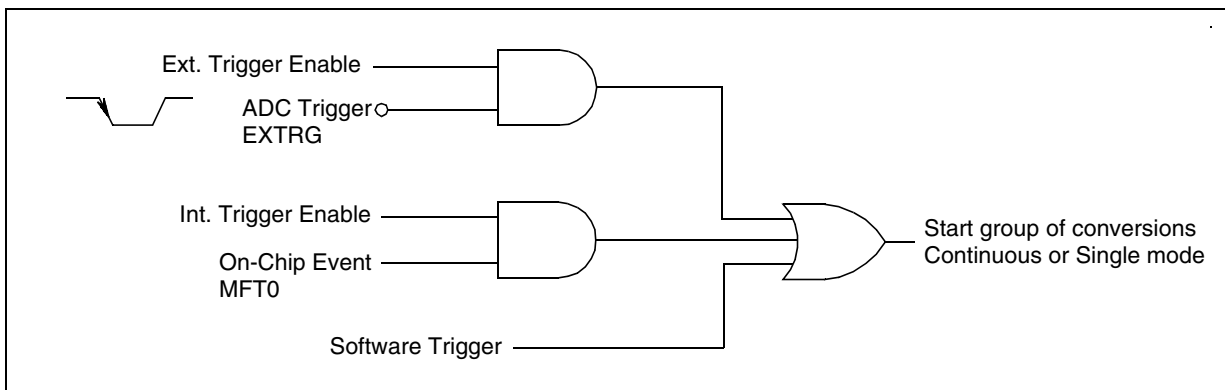 Ext. Trigger Enable
ADC Trigger
EXTRG
Int. Trigger Enable
On-Chip Event
MFT0
Software Trigger
Start group of conversions
Continuous or Single mode